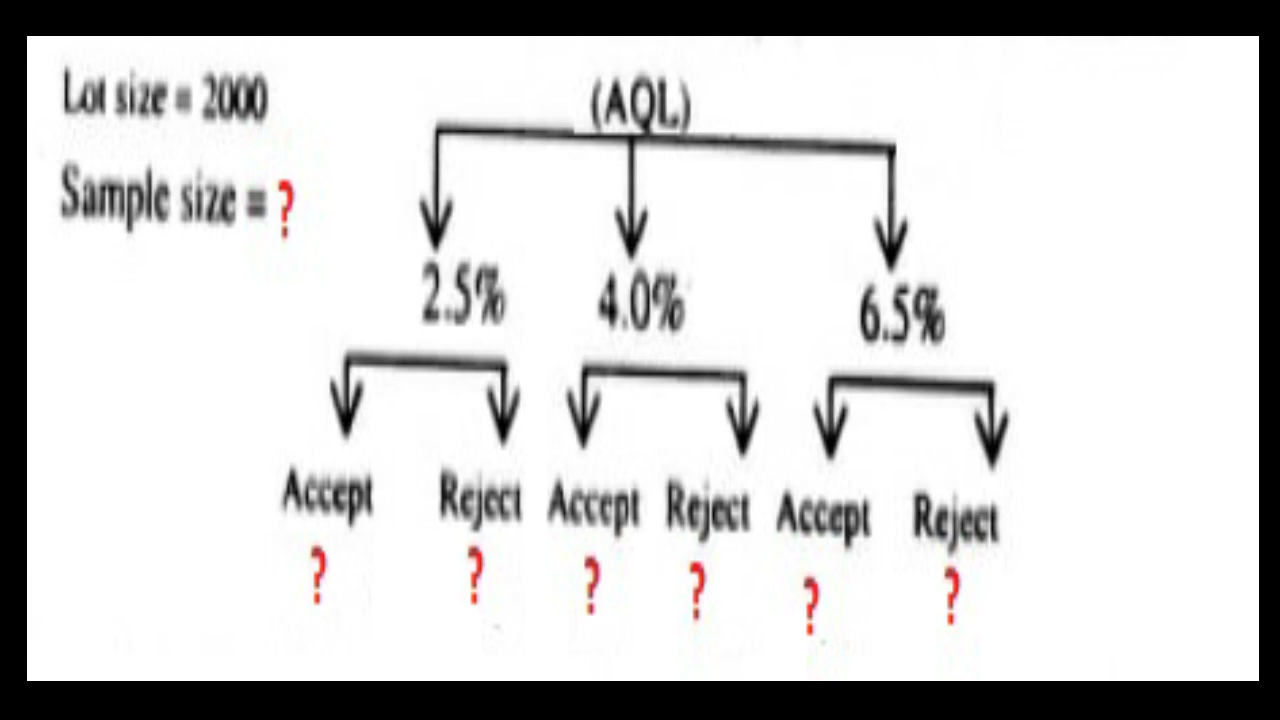 Lot size = 2000
(AQL)
Sample size = ?
2.5% 4.0% 6.5%
Accept Reject Accept Reject Accept Reject
? ? ? ? ? ?